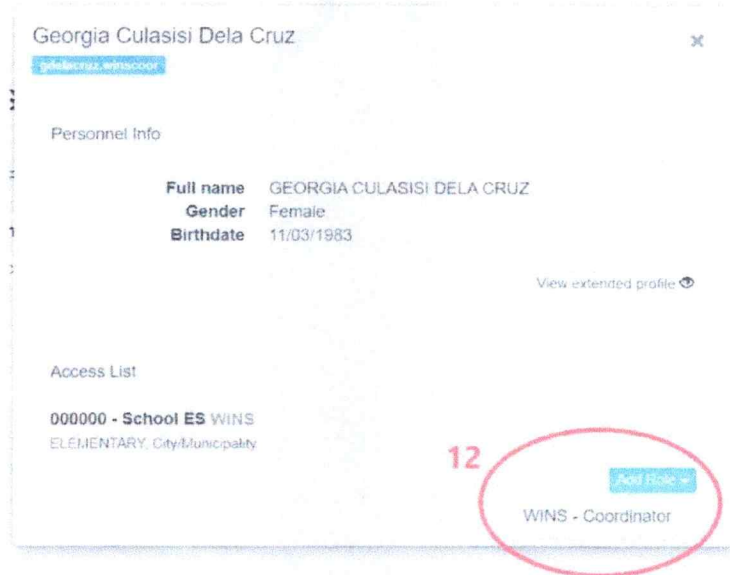 Georgia Culasisi Dela Cruz ×
gdelacruz.winscoor
Personnel Info
Full name GEORGIA CULASISI DELA CRUZ
Gender Female
Birthdate 11/03/1983
View extended profile
Access List
000000 - School ES WINS
ELEMENTARY, City/Municipality
12
Add Role
WINS - Coordinator